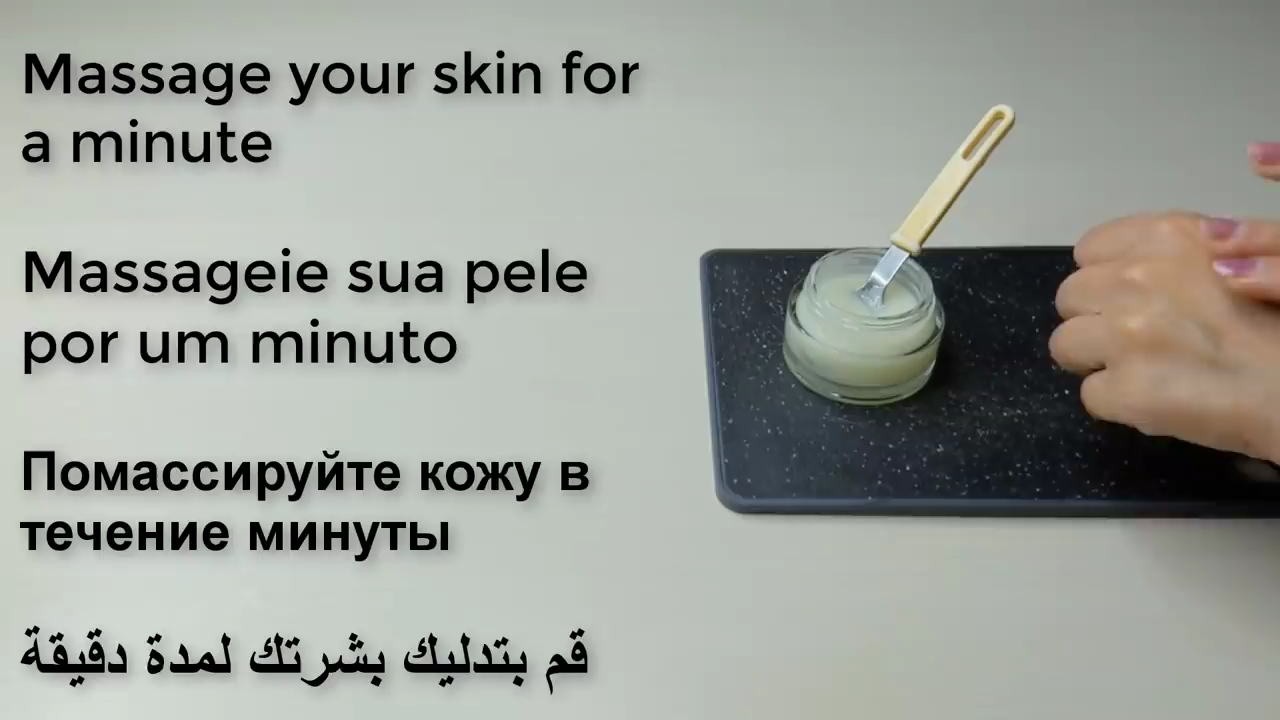 Massage your skin for
a minute
Massageie sua pele
por um minuto
Помассируйте кожу в
течение минуты
قم بتدليك بشرتك لمدة دقيقة